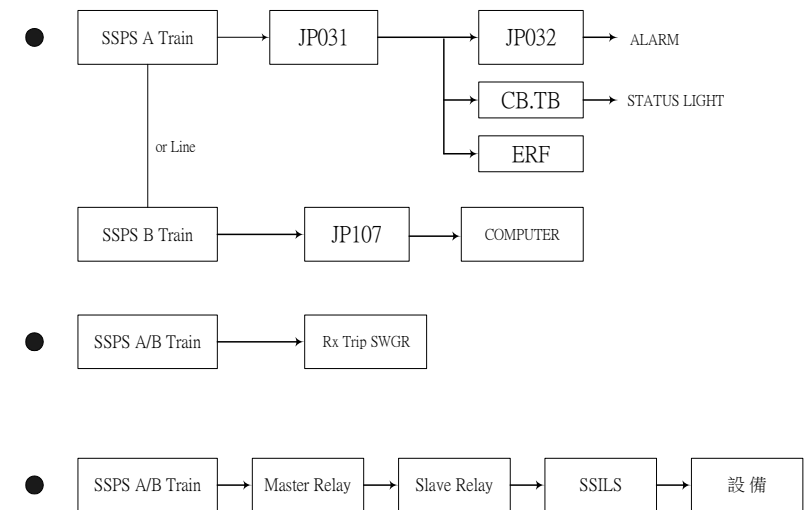 SSPS A Train
JP031
JP032
ALARM
CB.TB
STATUS LIGHT
or Line
ERF
SSPS B Train
JP107
COMPUTER
SSPS A/B Train
Rx Trip SWGR
SSPS A/B Train
Master Relay
Slave Relay
SSILS
設 備